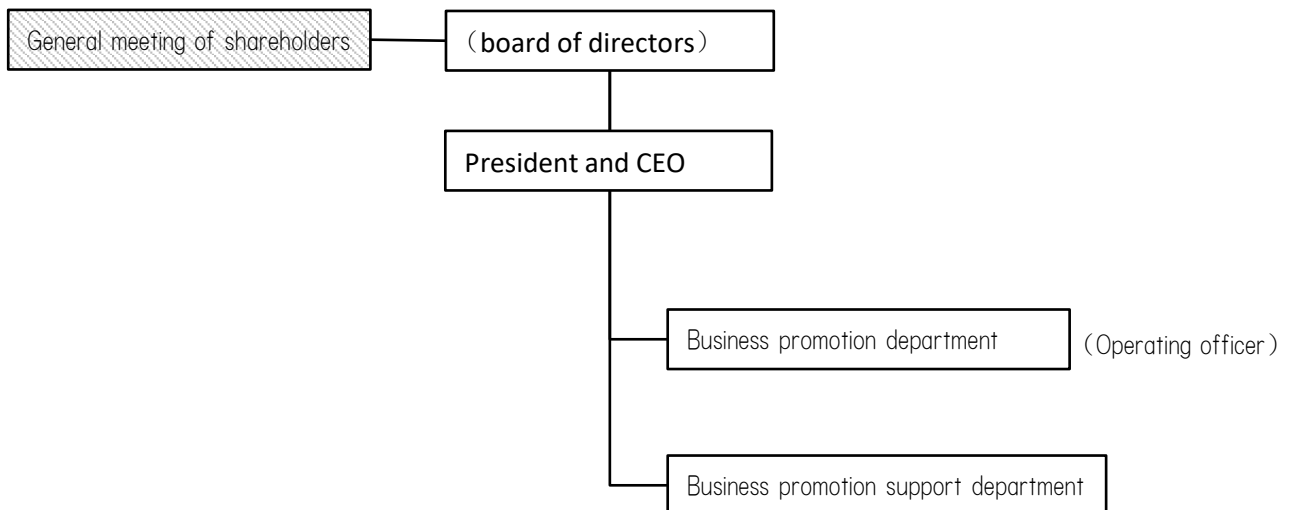 General meeting of shareholders
（board of directors）
President and CEO
Business promotion department
（Operating officer）
Business promotion support department